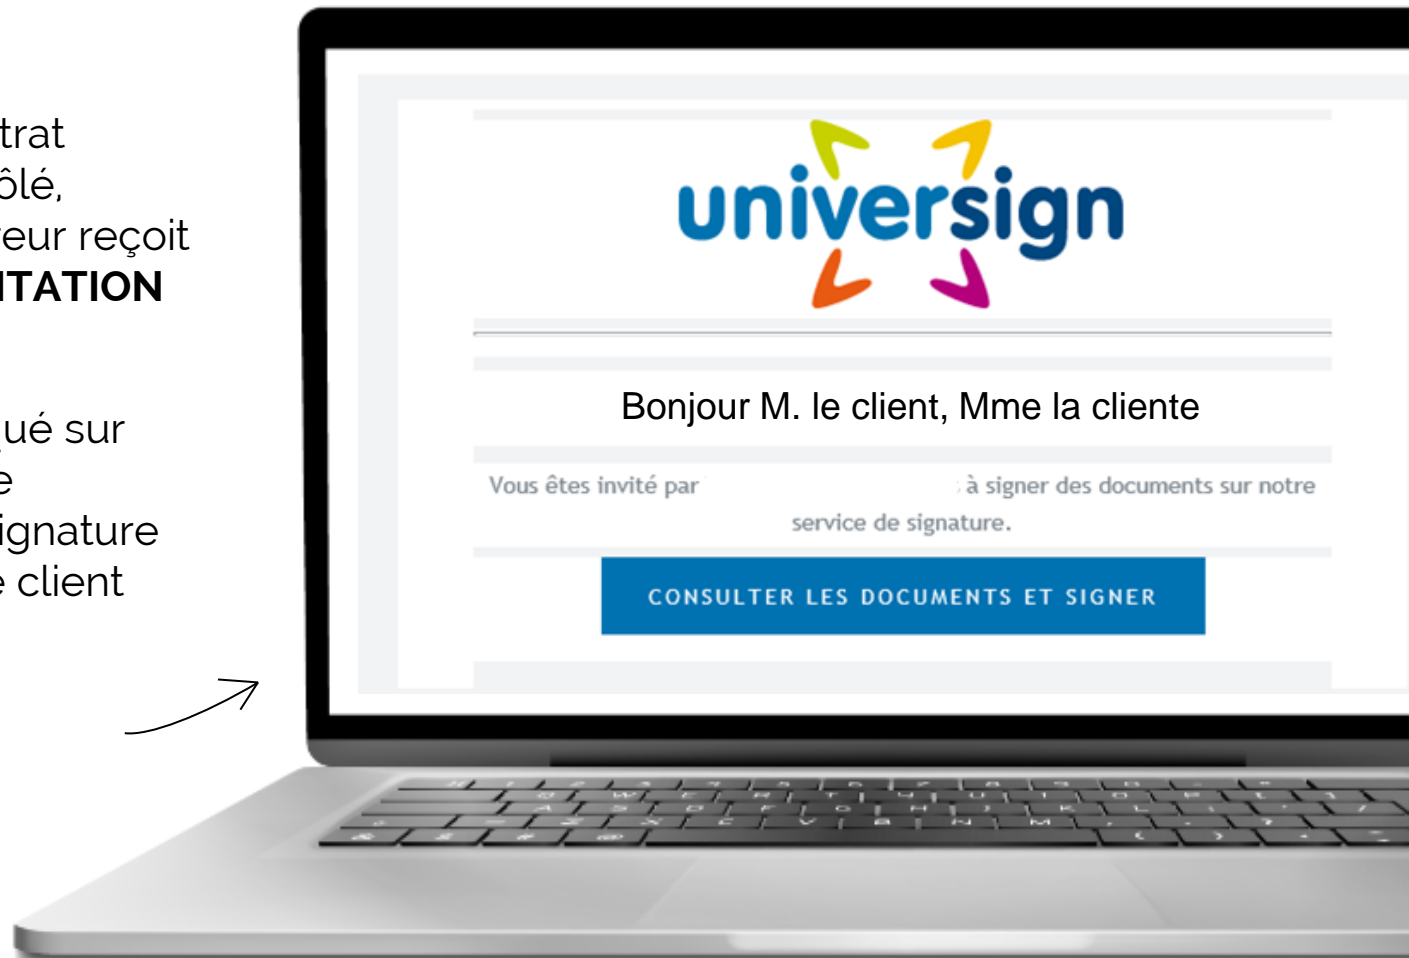 trat
ôlé,
eur reçoit
ITATION
ué sur
e
ignature
e client
universign
Bonjour M. le client, Mme la cliente
Vous êtes invité par à signer des documents sur notre
service de signature.
CONSULTER LES DOCUMENTS ET SIGNER